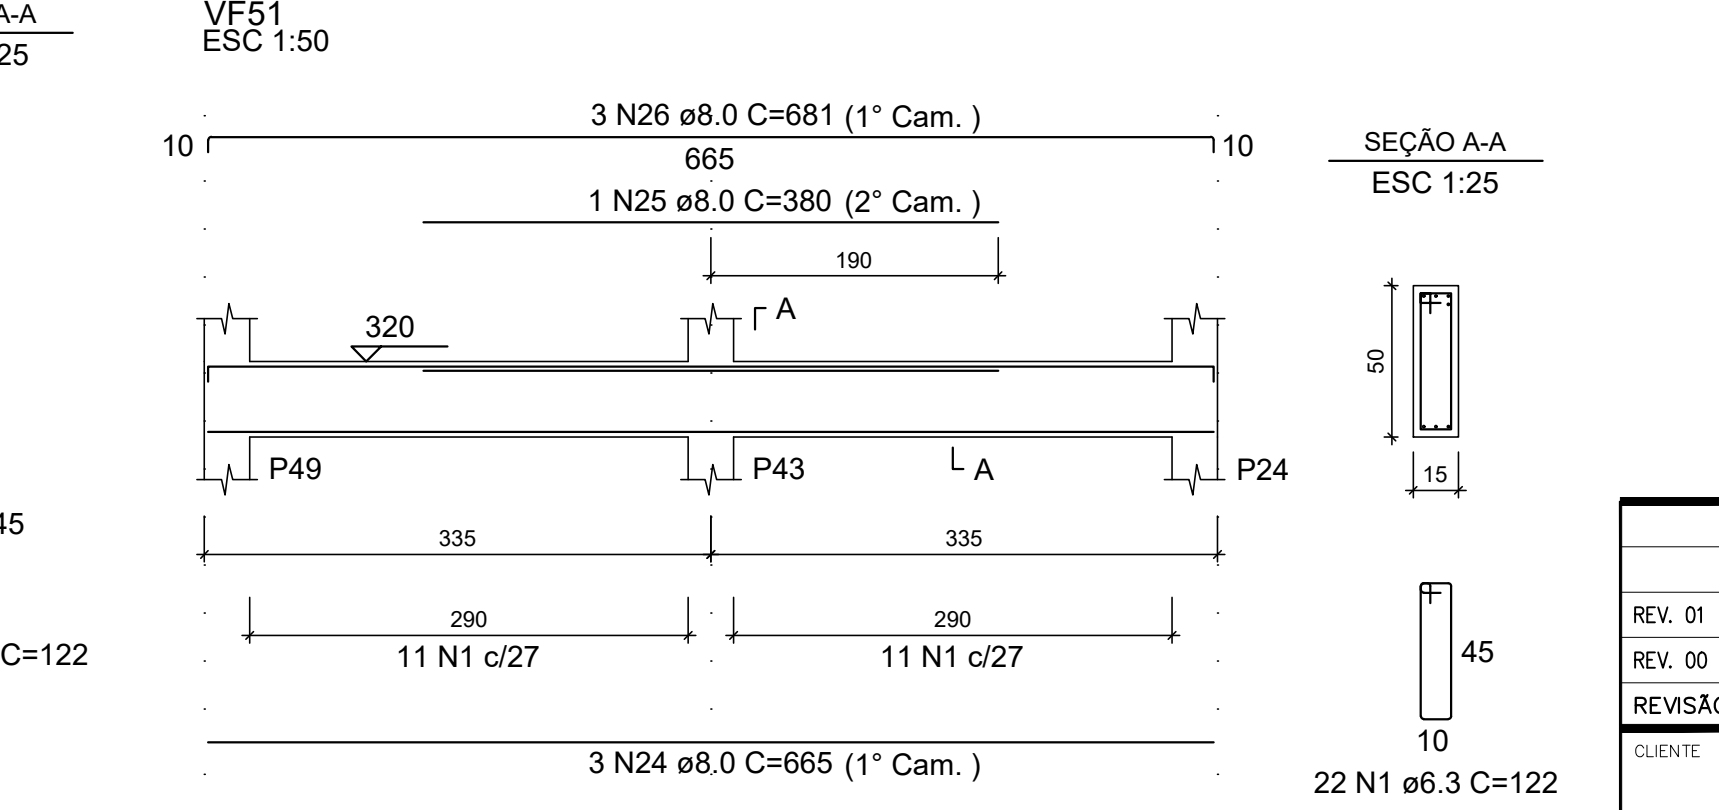 A-A
25
VF51
ESC 1:50
3 N26 ø8.0 C=681 (1° Cam. )
10
665
10
1 N25 ø8.0 C=380 (2° Cam. )
190
A
320
P49
P43
A
P24
335
335
290
290
11 N1 c/27
11 N1 c/27
3 N24 ø8.0 C=665 (1° Cam. )
SEÇÃO A-A
ESC 1:25
50
15
45
10
22 N1 ø6.3 C=122
45
C=122
REV. 01
REV. 00
CLIENTE